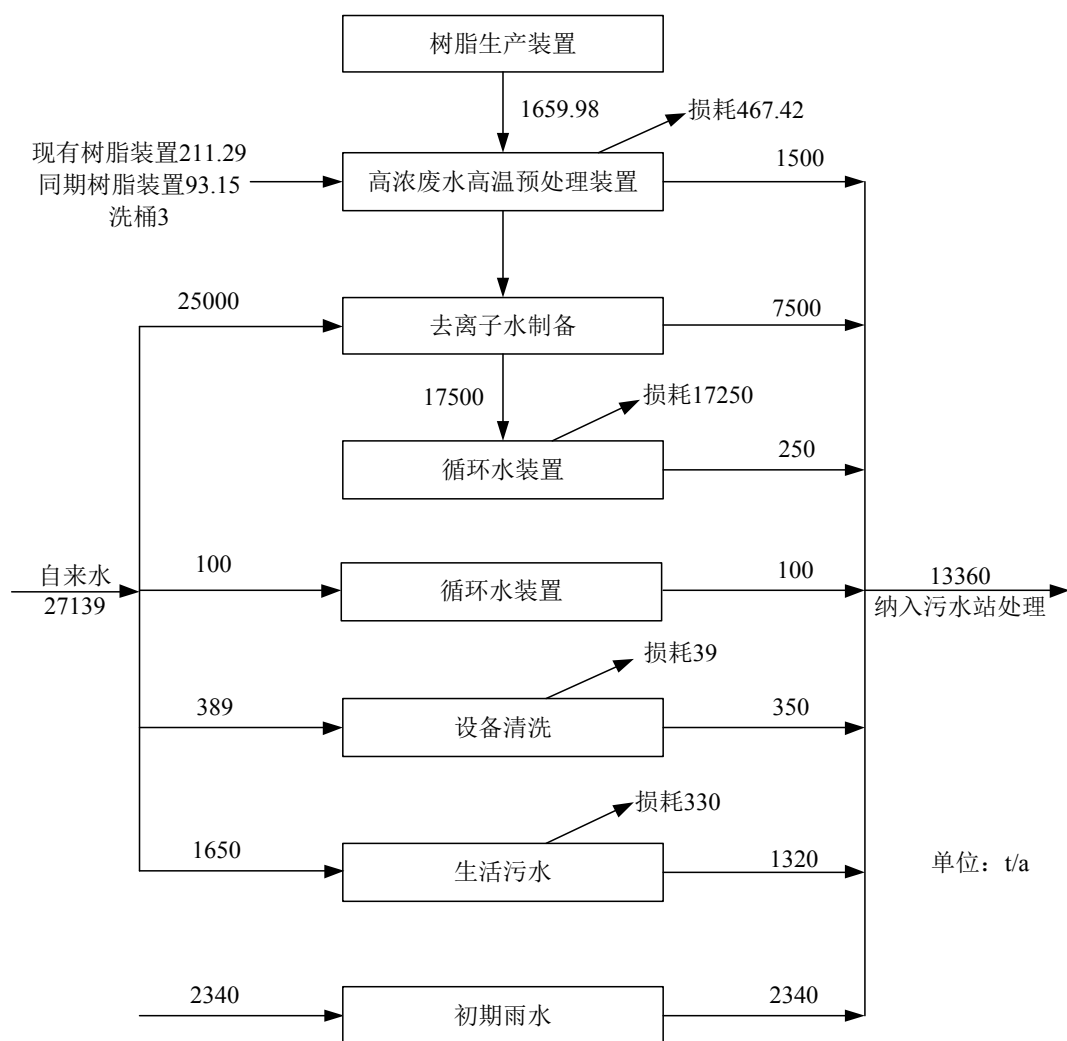 树脂生产装置
1659.98
损耗467.42
现有树脂装置211.29
同期树脂装置93.15
洗桶3
高浓废水高温预处理装置
1500
25000
去离子水制备
7500
17500
损耗17250
循环水装置
250
自来水
27139
100
循环水装置
100
13360
纳入污水站处理
损耗39
389
设备清洗
350
损耗330
1650
生活污水
1320
单位：t/a
2340
初期雨水
2340